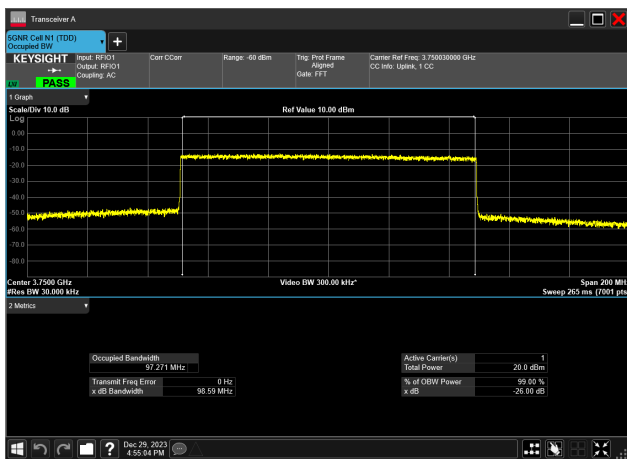 Transceiver A
5GNR Cell N1 (TDD)
Occupied BW
KEYSIGHT
PASS
Input: RFIO1
Output: RFIO1
Coupling: AC
Corr CCorr
Range: -60 dBm
Trig: Prot Frame
Aligned
Gate: FFT
Carrier Ref Freq: 3.750030000 GHz
CC Info: Uplink, 1 CC
1 Graph
Scale/Div 10.0 dB
Ref Value 10.00 dBm
Log
0.00
-10.0
-20.0
-30.0
-40.0
-50.0
-60.0
-70.0
-80.0
Center 3.7500 GHz
#Res BW 30.000 kHz
Video BW 300.00 kHz*
Span 200 MHz
Sweep 265 ms (7001 pts
2 Metrics
Occupied Bandwidth
97.271 MHz
Transmit Freq Error 0 Hz
x dB Bandwidth 98.59 MHz
Active Carrier(s) 1
Total Power 20.0 dBm
% of OBW Power 99.00 %
x dB -26.00 dB
Dec 29, 2023
4:55:04 PM